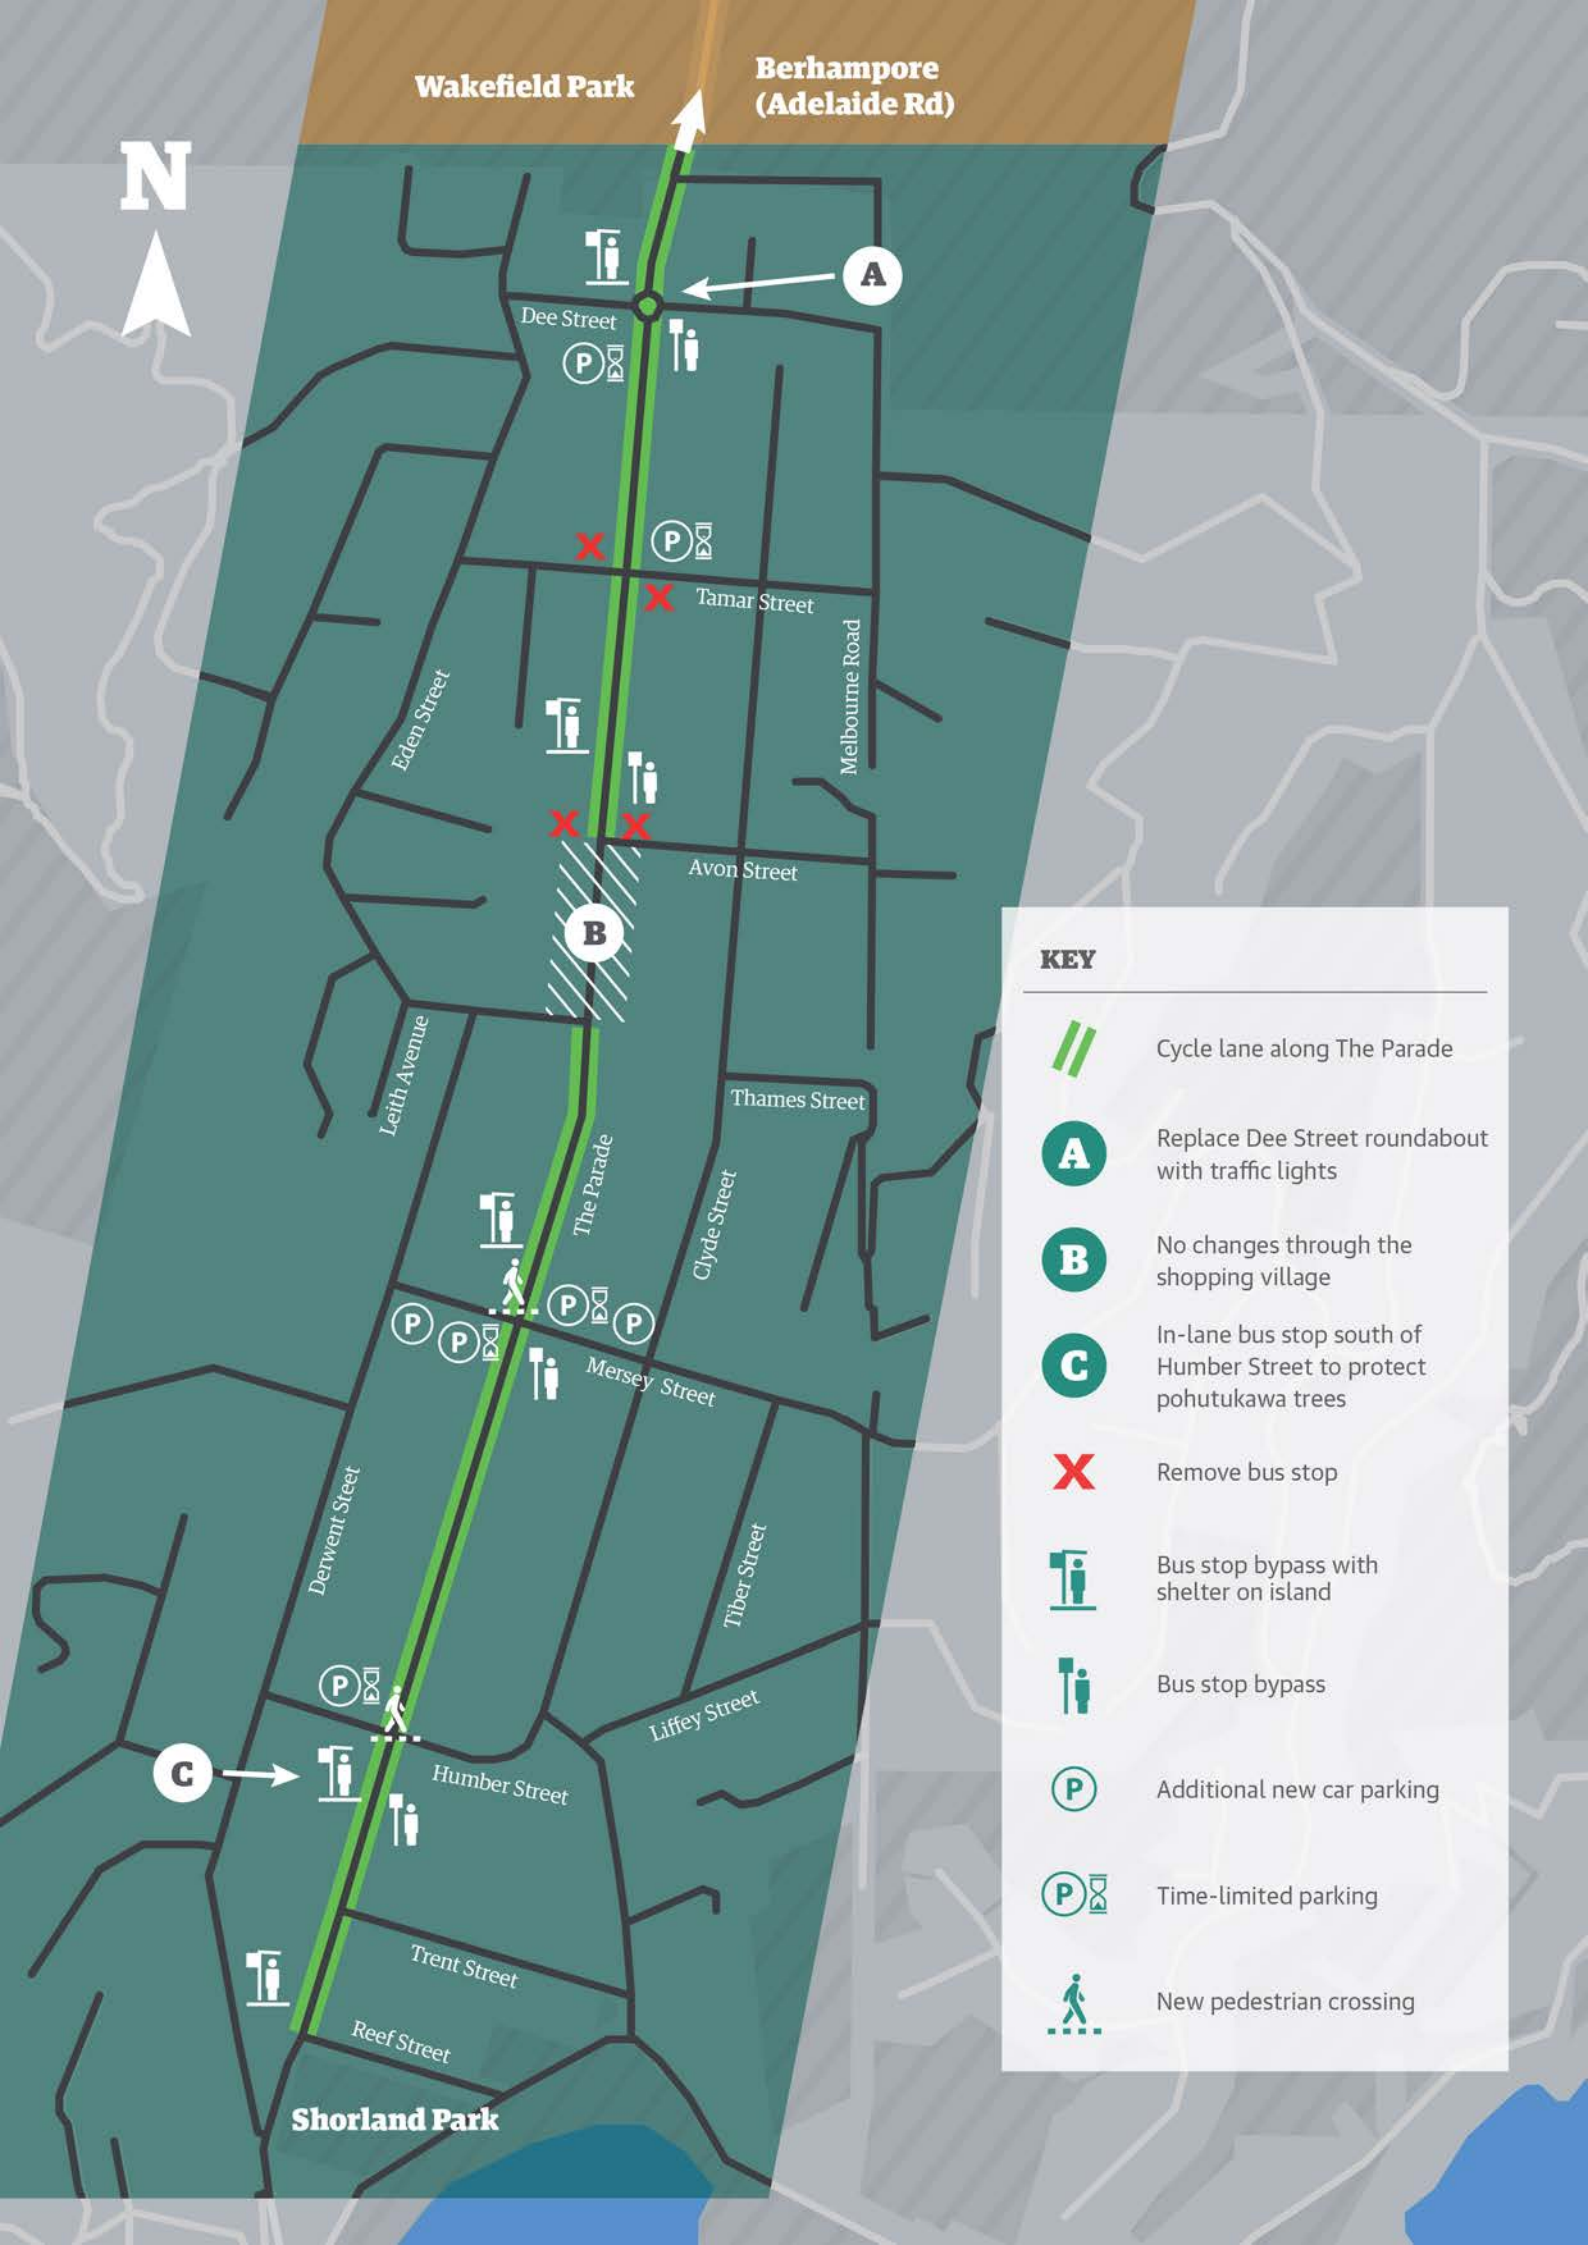 Wakefield Park
Berhampore
(Adelaide Rd)
N
A
Dee Street
P
P
Tamar Street
X
X
Melbourne Road
Eden Street
X
X
Avon Street
B
Leith Avenue
Thames Street
The Parade
Clyde Street
P
P
P
P
Mersey Street
Derwent Steet
Tiber Street
P
Liffey Street
C
Humber Street
Trent Street
Reef Street
Shorland Park
KEY
Cycle lane along The Parade
A
Replace Dee Street roundabout
with traffic lights
B
No changes through the
shopping village
C
In-lane bus stop south of
Humber Street to protect
pohutukawa trees
X
Remove bus stop
Bus stop bypass with
shelter on island
Bus stop bypass
P
Additional new car parking
P
Time-limited parking
New pedestrian crossing